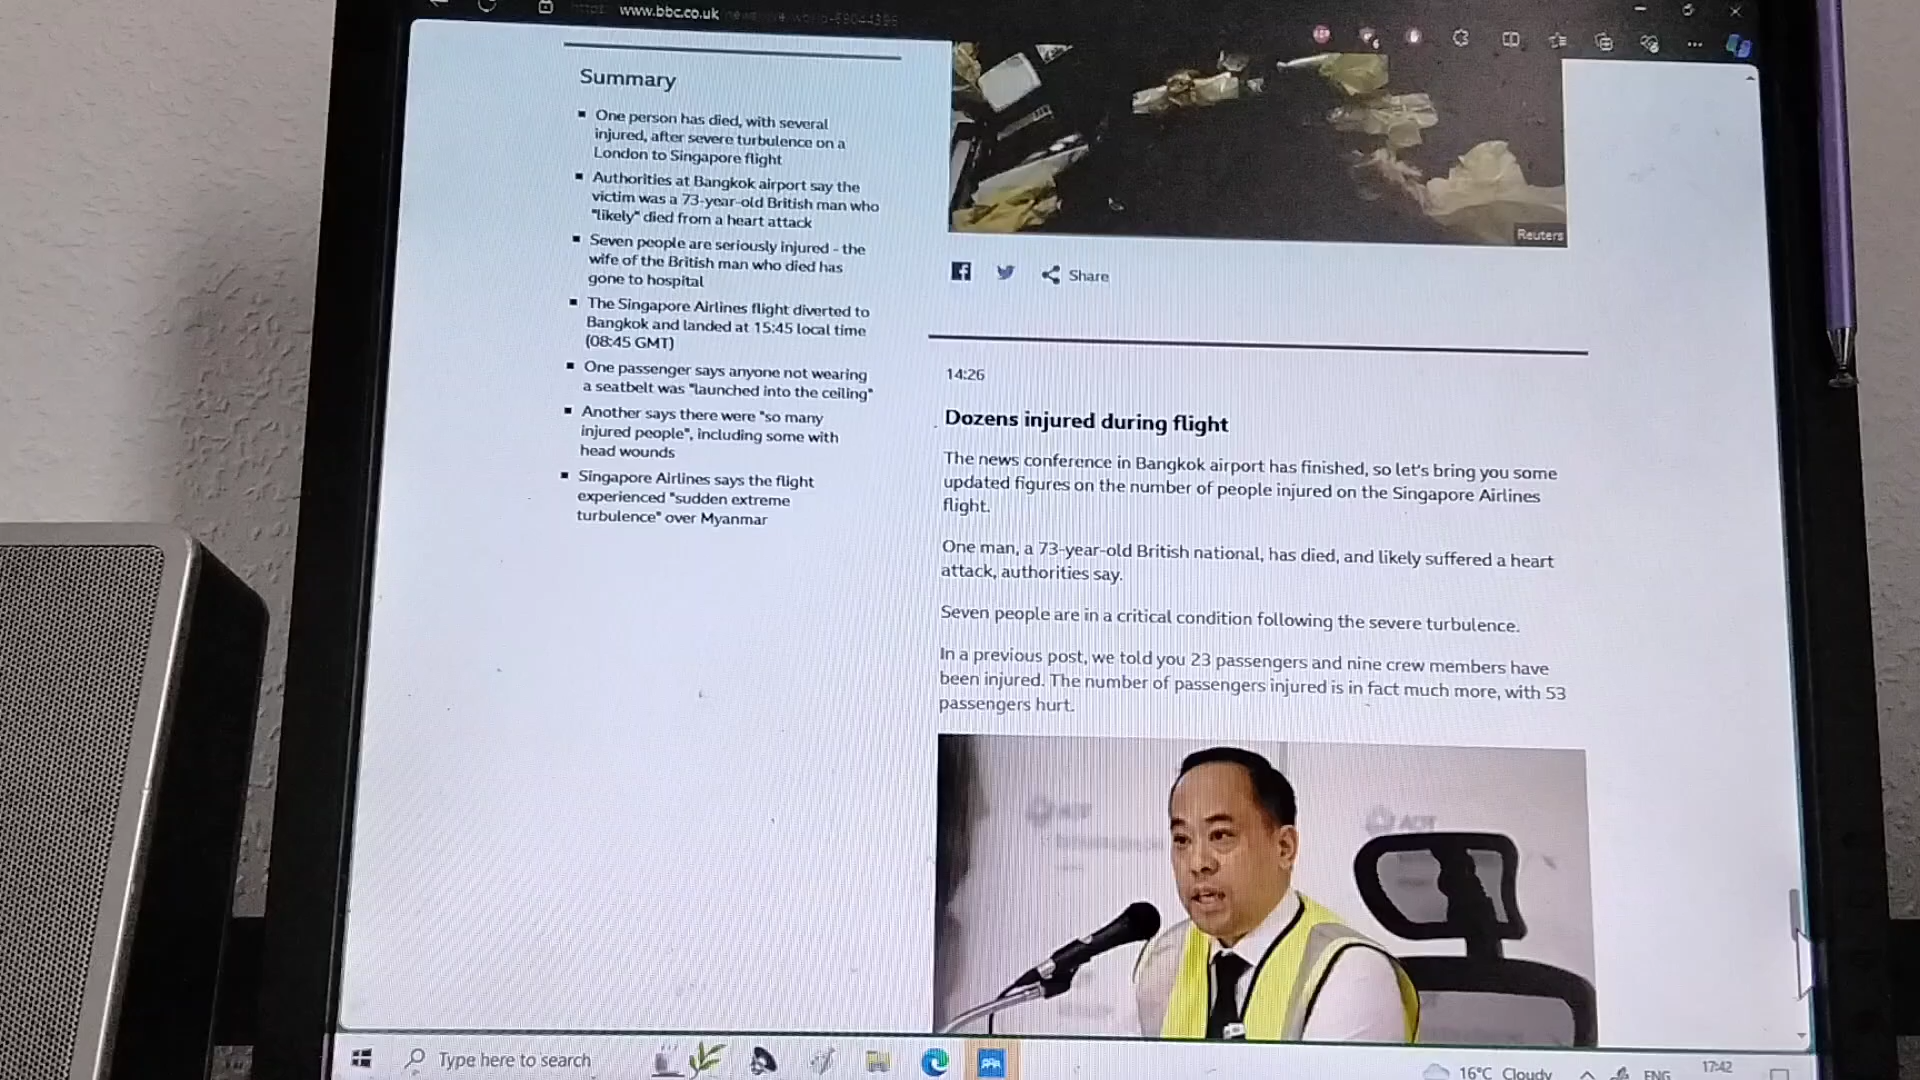 www.bbc.co.uk
Summary
One person has died, with several
injured, after severe turbulence on a
London to Singapore flight
Authorities at Bangkok airport say the
victim was a 73-year-old British man who
"likely" died from a heart attack
Seven people are seriously injured - the
wife of the British man who died has
gone to hospital
The Singapore Airlines flight diverted to
Bangkok and landed at 15:45 local time
(08:45 GMT)
One passenger says anyone not wearing
a seatbelt was "launched into the ceiling"
Another says there were "so many
injured people", including some with
head wounds
Singapore Airlines says the flight
experienced "sudden extreme
turbulence" over Myanmar
Reuters
Share
14:26
Dozens injured during flight
The news conference in Bangkok airport has finished, so let's bring you some
updated figures on the number of people injured on the Singapore Airlines
flight.
One man, a 73-year-old British national, has died, and likely suffered a heart
attack, authorities say.
Seven people are in a critical condition following the severe turbulence.
In a previous post, we told you 23 passengers and nine crew members have
been injured. The number of passengers injured is in fact much more, with 53
passengers hurt.
AOT
AOT
Type here to search
16°C Cloudy
ENG
17:42